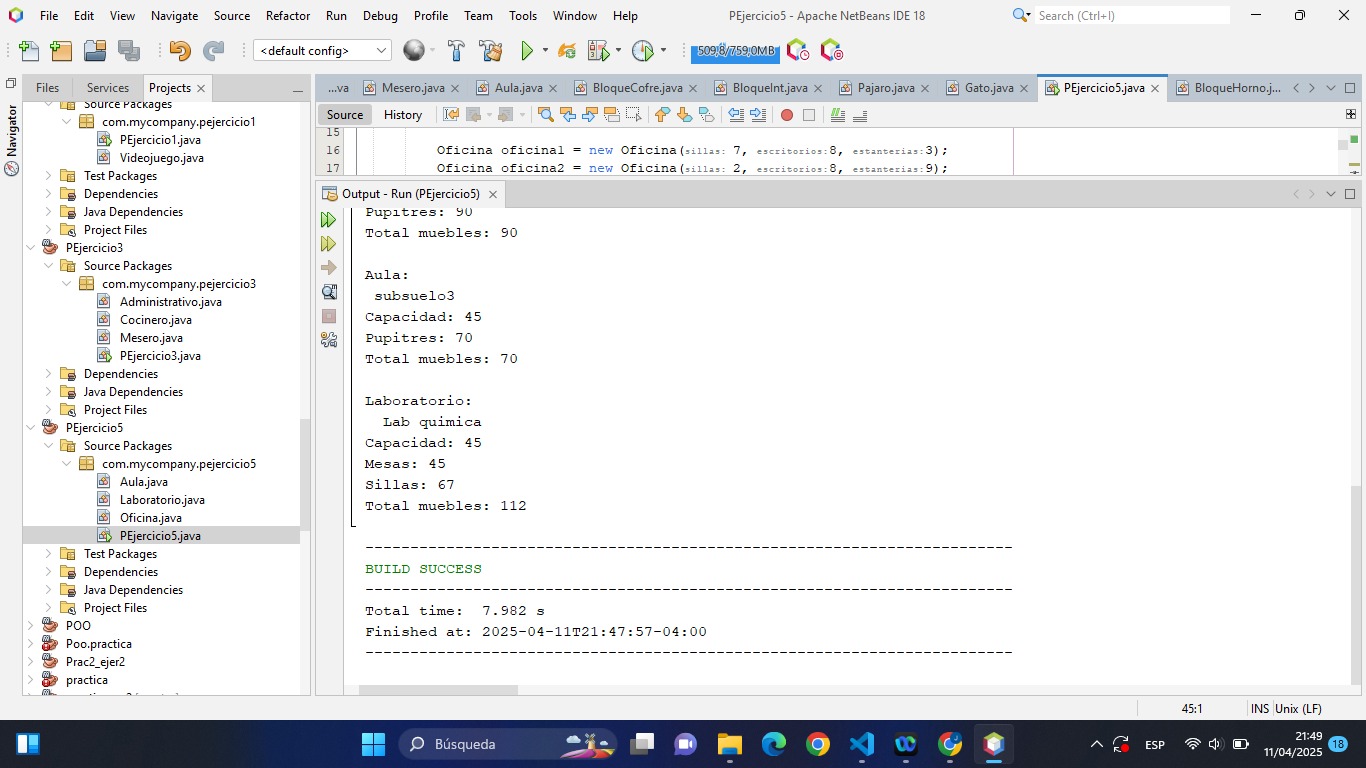 File Edit View Navigate Source Refactor Run Debug Profile Team Tools Window Help PEjercicio5 - Apache NetBeans IDE 18 Search (Ctrl+I)
<default config> 509,8/759,0MB
Files Services Projects
...va Mesero.java Aula.java BloqueCofre.java BloqueInt.java Pajaro.java Gato.java PEjercicio5.java BloqueHorno.j...
Source History
Navigator
Source Packages
com.mycompany.pejercicio1
PEjercicio1.java
Videojuego.java
Test Packages
Dependencies
Java Dependencies
Project Files
PEjercicio3
Source Packages
com.mycompany.pejercicio3
Administrativo.java
Cocinero.java
Mesero.java
PEjercicio3.java
Dependencies
Java Dependencies
Project Files
PEjercicio5
Source Packages
com.mycompany.pejercicio5
Aula.java
Laboratorio.java
Oficina.java
PEjercicio5.java
Test Packages
Dependencies
Java Dependencies
Project Files
POO
Poo.practica
Prac2_ejer2
practica
15
16 Oficina oficina1 = new Oficina(sillas: 7, escritorios:8, estanterias:3);
17 Oficina oficina2 = new Oficina(sillas: 2, escritorios:8, estanterias:9);
Output - Run (PEjercicio5)
Pupitres: 90
Total muebles: 90
Aula:
subsuelo3
Capacidad: 45
Pupitres: 70
Total muebles: 70
Laboratorio:
Lab quimica
Capacidad: 45
Mesas: 45
Sillas: 67
Total muebles: 112
------------------------------------------------------------------------
BUILD SUCCESS
------------------------------------------------------------------------
Total time:  7.982 s
Finished at: 2025-04-11T21:47:57-04:00
------------------------------------------------------------------------
45:1 INS Unix (LF)
Búsqueda
ESP
21:49
11/04/2025
18